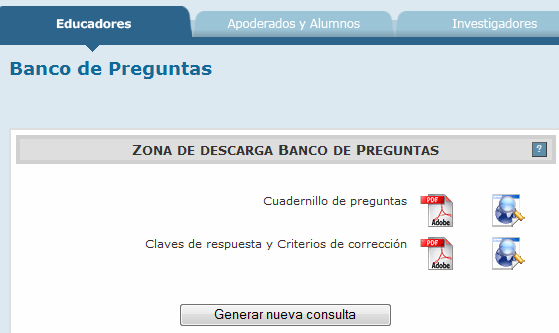 Educadores
Apoderados y Alumnos
Investigadores
Banco de Preguntas
ZONA DE DESCARGA BANCO DE PREGUNTAS
?
Cuadernillo de preguntas
PDF
Adobe
Claves de respuesta y Criterios de corrección
PDF
Adobe
Generar nueva consulta